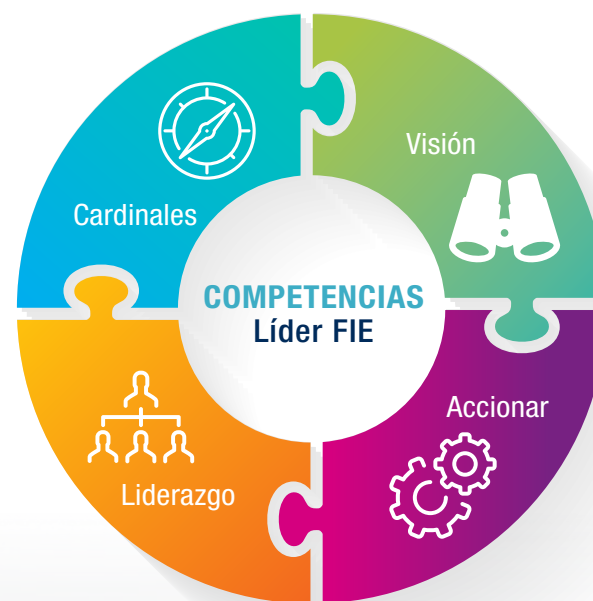 Cardinales
Visión
COMPETENCIAS
Líder FIE
Liderazgo
Accionar